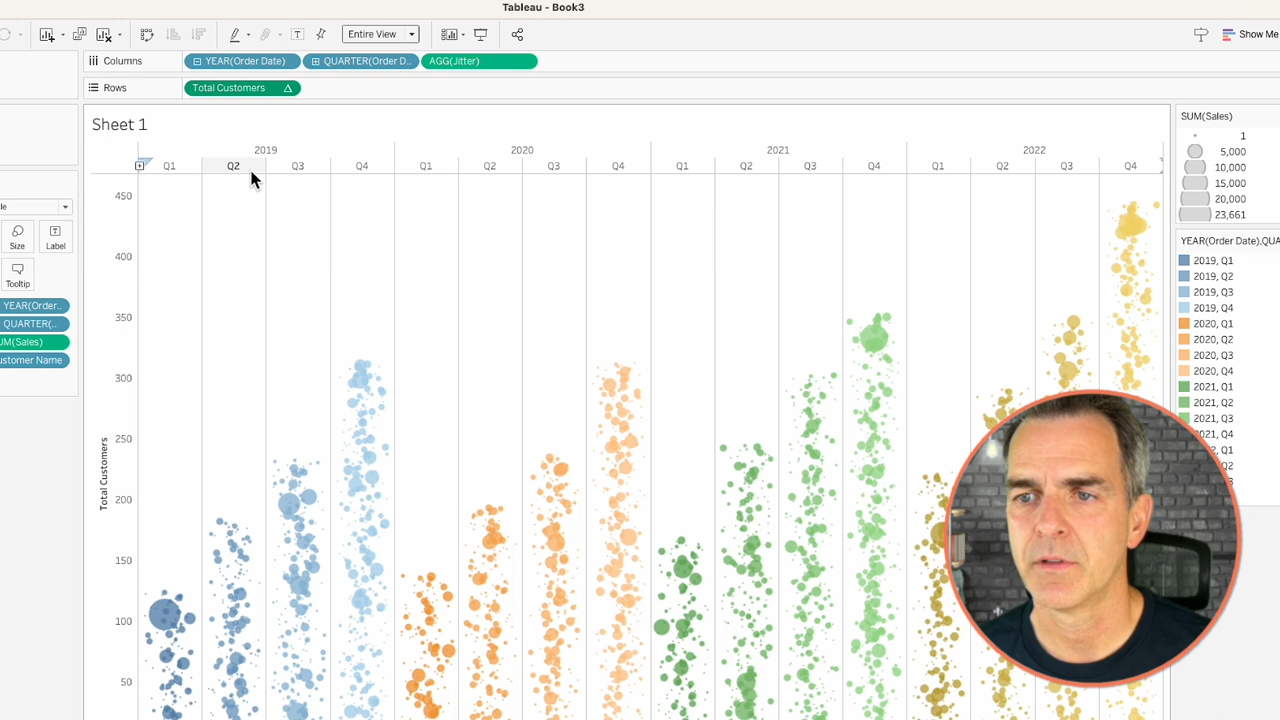 Tableau - Book3
Entire View
Show Me
Columns
YEAR(Order Date)
QUARTER(Order D..
AGG(Jitter)
Rows
Total Customers
Sheet 1
2019
2020
2021
2022
Q1
Q2
Q3
Q4
Q1
Q2
Q3
Q4
Q1
Q2
Q3
Q4
Q1
Q2
Q3
Q4
450
400
350
300
250
200
150
100
50
Total Customers
Size
Label
Tooltip
YEAR(Order..
QUARTER(..
UM(Sales)
ustomer Name
SUM(Sales)
1
5,000
10,000
15,000
20,000
23,661
YEAR(Order Date),QUA
2019, Q1
2019, Q2
2019, Q3
2019, Q4
2020, Q1
2020, Q2
2020, Q3
2020, Q4
2021, Q1
2021, Q2
2021, Q3
Q4
Q1
Q2